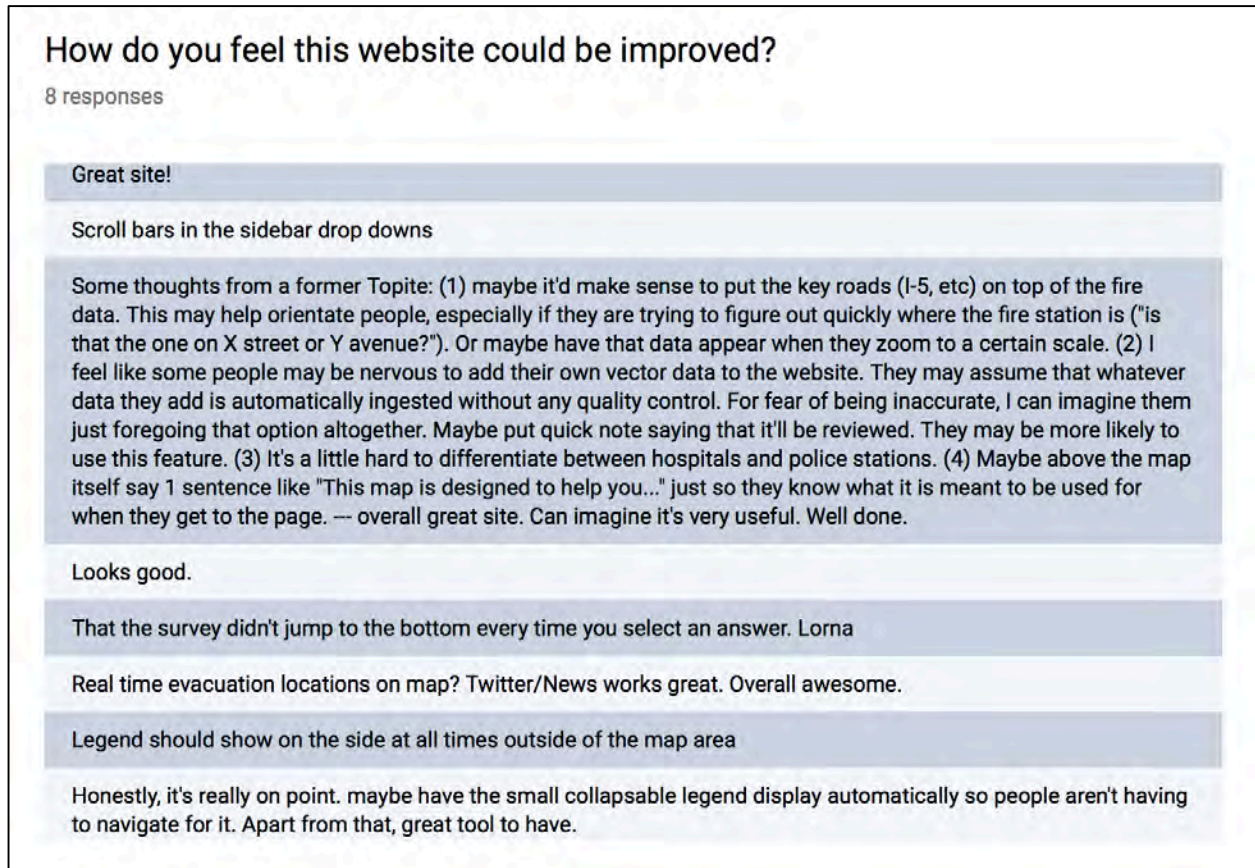 How do you feel this website could be improved?
8 responses
Great site!
Scroll bars in the sidebar drop downs
Some thoughts from a former Topite: (1) maybe it'd make sense to put the key roads (I-5, etc) on top of the fire
data. This may help orientate people, especially if they are trying to figure out quickly where the fire station is ("is
that the one on X street or Y avenue?"). Or maybe have that data appear when they zoom to a certain scale. (2) I
feel like some people may be nervous to add their own vector data to the website. They may assume that whatever
data they add is automatically ingested without any quality control. For fear of being inaccurate, I can imagine them
just foregoing that option altogether. Maybe put quick note saying that it'll be reviewed. They may be more likely to
use this feature. (3) It's a little hard to differentiate between hospitals and police stations. (4) Maybe above the map
itself say 1 sentence like "This map is designed to help you..." just so they know what it is meant to be used for
when they get to the page. — overall great site. Can imagine it's very useful. Well done.
Looks good.
That the survey didn't jump to the bottom every time you select an answer. Lorna
Real time evacuation locations on map? Twitter/News works great. Overall awesome.
Legend should show on the side at all times outside of the map area
Honestly, it's really on point. maybe have the small collapsable legend display automatically so people aren't having
to navigate for it. Apart from that, great tool to have.